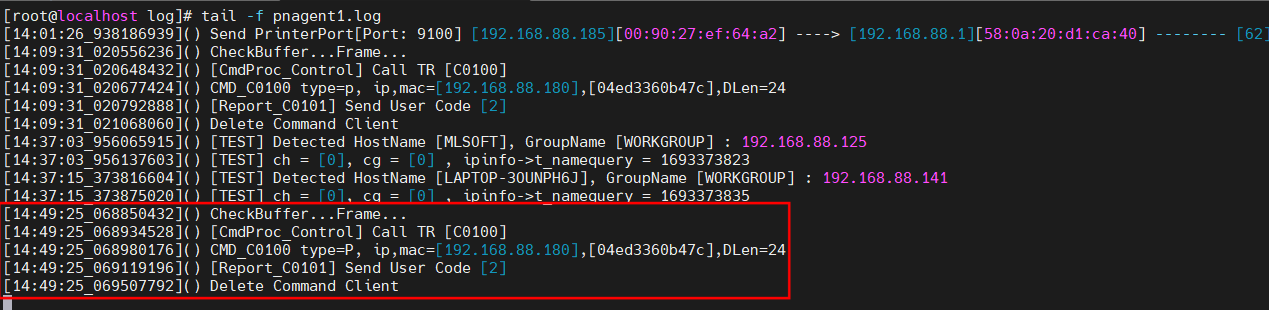 [root@localhost log]# tail -f pnagent1.log
[14:01:26_938186939]() Send PrinterPort[Port: 9100] [192.168.88.185][00:90:27:ef:64:a2] ----> [192.168.88.1][58:0a:20:d1:ca:40] -------- [62]
[14:09:31_020556236]() CheckBuffer...Frame...
[14:09:31_020648432]() [CmdProc_Control] Call TR [C0100]
[14:09:31_020677424]() CMD_C0100 type=p, ip,mac=[192.168.88.180],[04ed3360b47c],DLen=24
[14:09:31_020792888]() [Report_C0101] Send User Code [2]
[14:09:31_021068060]() Delete Command Client
[14:37:03_956065915]() [TEST] Detected HostName [MLSOFT], GroupName [WORKGROUP] : 192.168.88.125
[14:37:03_956137603]() [TEST] ch = [0], cg = [0] , ipinfo->t_namequery = 1693373823
[14:37:15_373816604]() [TEST] Detected HostName [LAPTOP-3OUNPH6J], GroupName [WORKGROUP] : 192.168.88.141
[14:37:15_373875020]() [TEST] ch = [0], cg = [0] , ipinfo->t_namequery = 1693373835
[14:49:25_068850432]() CheckBuffer...Frame...
[14:49:25_068934528]() [CmdProc_Control] Call TR [C0100]
[14:49:25_068980176]() CMD_C0100 type=P, ip,mac=[192.168.88.180],[04ed3360b47c],DLen=24
[14:49:25_069119196]() [Report_C0101] Send User Code [2]
[14:49:25_069507792]() Delete Command Client